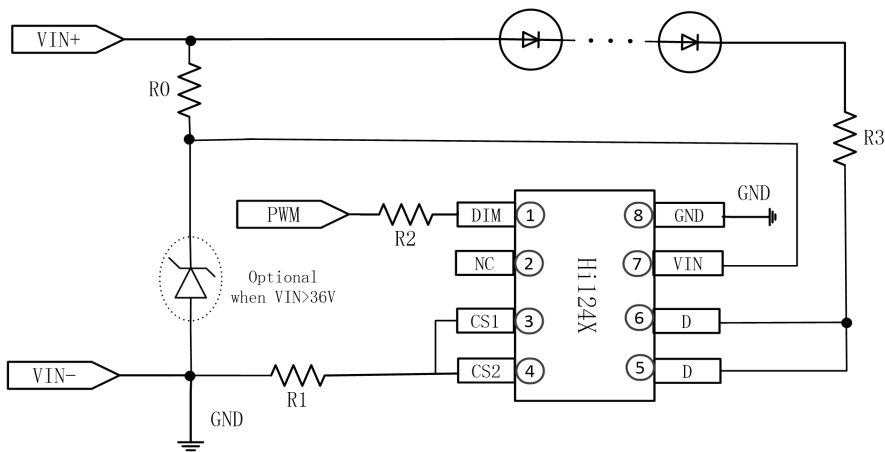 VIN+
R0
R3
PWM
R2
DIM
1
8
GND
GND
NC
2
7
VIN
Hi124X
Optional
when VIN>36V
CS1
3
6
D
VIN-
R1
CS2
4
5
D
GND